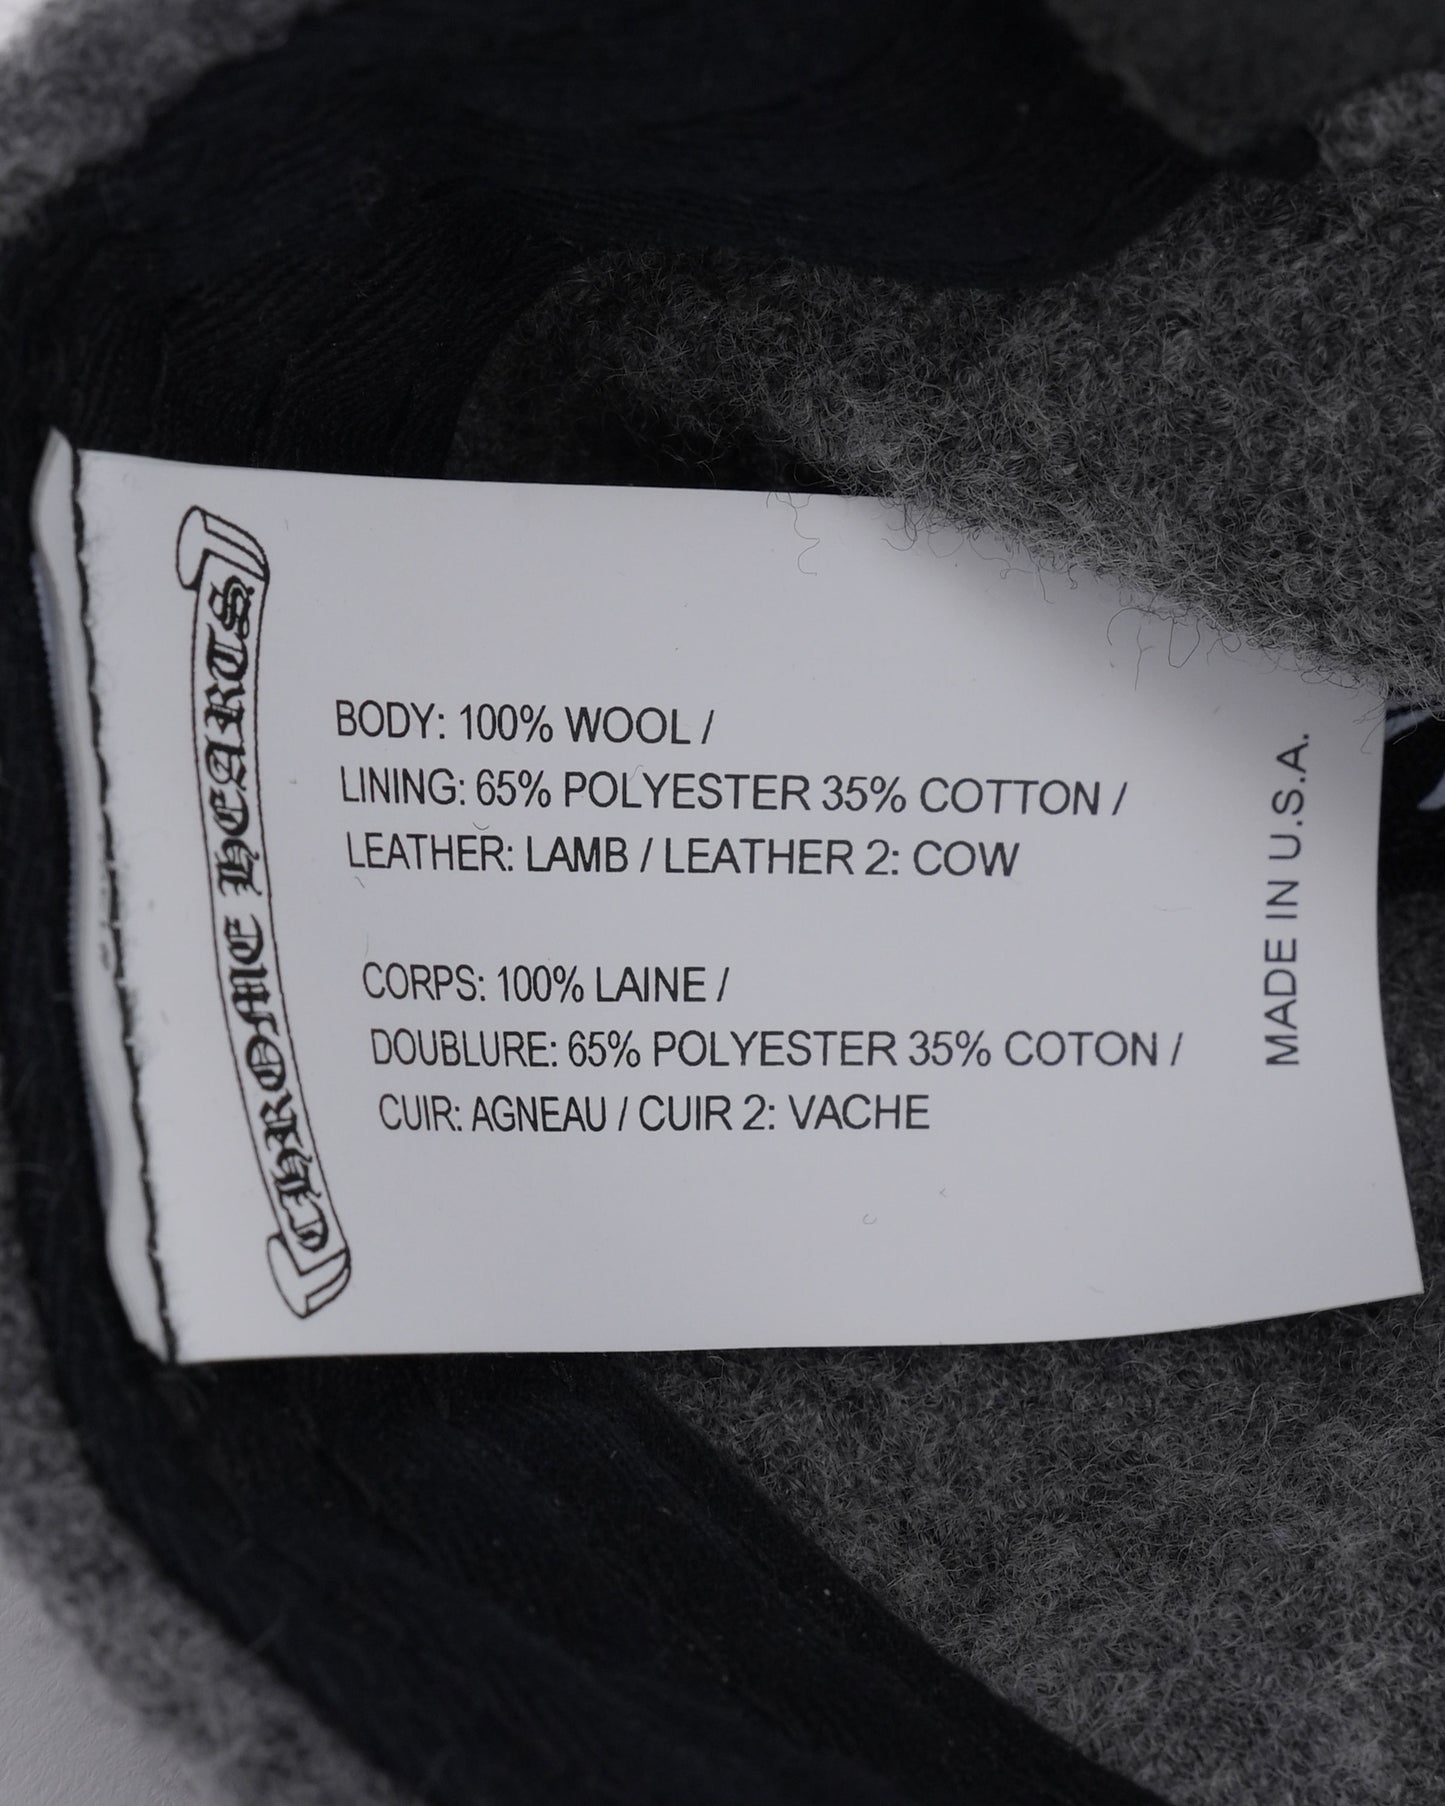 CHROME HEARTS
BODY: 100% WOOL /
LINING: 65% POLYESTER 35% COTTON /
LEATHER: LAMB / LEATHER 2: COW
CORPS: 100% LAINE /
DOUBLURE: 65% POLYESTER 35% COTON /
CUIR: AGNEAU / CUIR 2: VACHE
MADE IN U.S.A.